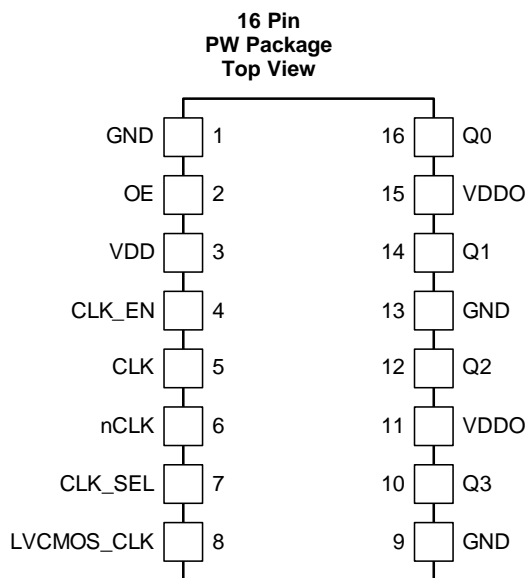 16 Pin
PW Package
Top View
GND 1 16 Q0
OE 2 15 VDDO
VDD 3 14 Q1
CLK_EN 4 13 GND
CLK 5 12 Q2
nCLK 6 11 VDDO
CLK_SEL 7 10 Q3
LVCMOS_CLK 8 9 GND